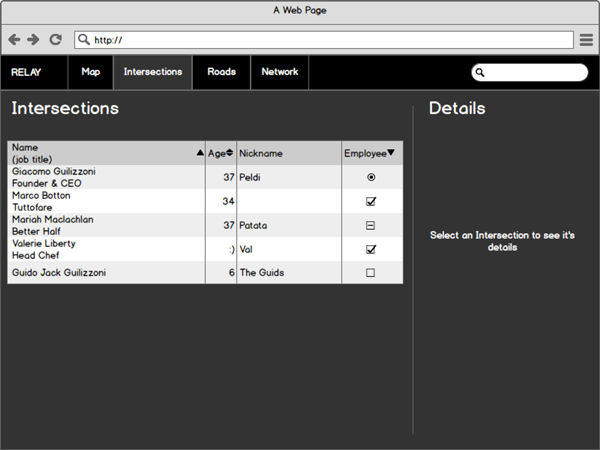 A Web Page
http://
RELAY
Map
Intersections
Roads
Network
Intersections
Details
Name
(job title)
Age
Nickname
Employee
Giacomo Guilizzoni
Founder & CEO
37
Peldi
Marco Botton
Tuttofare
34
Mariah Maclachlan
Better Half
37
Patata
Valerie Liberty
Head Chef
:)
Val
Guido Jack Guilizzoni
6
The Guids
Select an Intersection to see it's
details